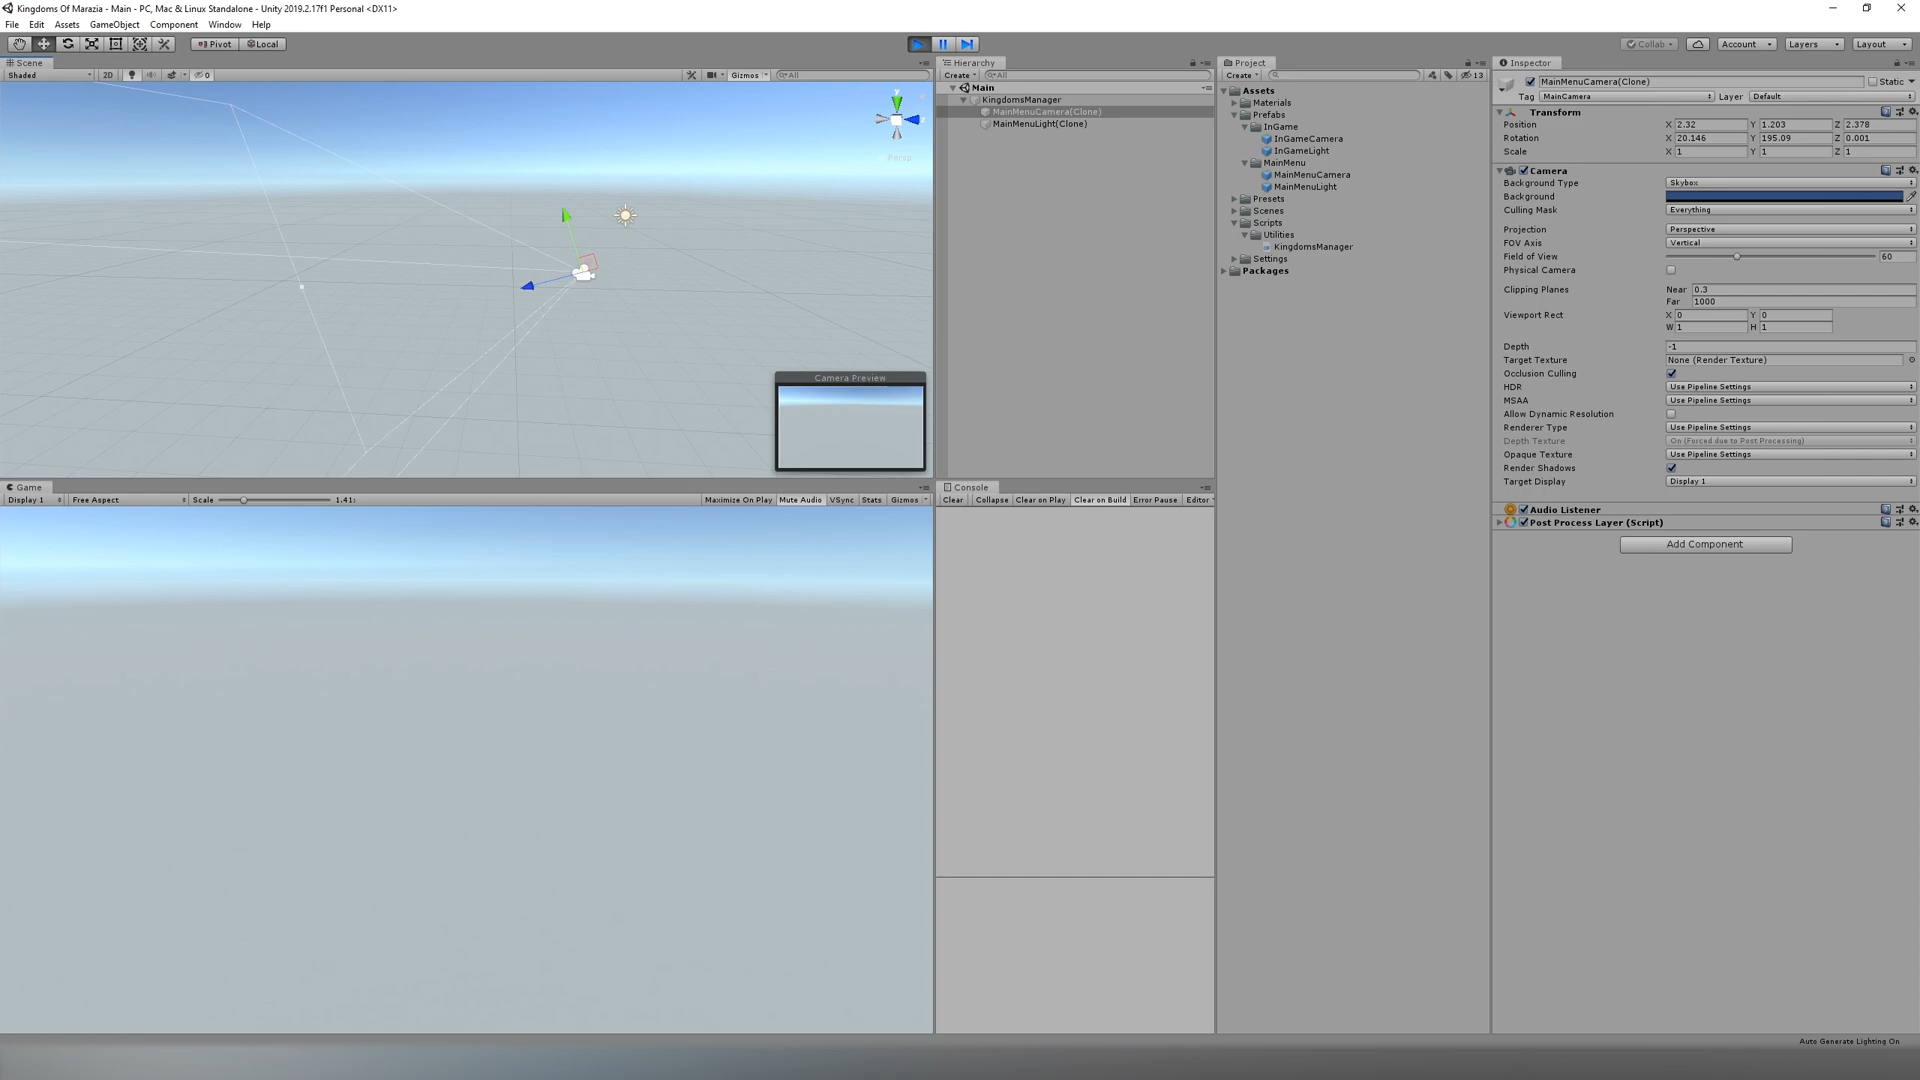 Kingdoms Of Marazia - Main - PC, Mac & Linux Standalone - Unity 2019.2.17f1 Personal <DX11>
File Edit Assets GameObject Component Window Help
Pivot Local
Collab Account Layers Layout
Scene
Shaded 2D 0 Gizmos All
y
Persp
Camera Preview
Game
Display 1 Free Aspect Scale 1.41x Maximize On Play Mute Audio VSync Stats Gizmos
Hierarchy
Create All
Main
KingdomsManager
MainMenuCamera(Clone)
MainMenuLight(Clone)
Console
Clear Collapse Clear on Play Clear on Build Error Pause Editor
Project
Create 13
Assets
Materials
Prefabs
InGame
InGameCamera
InGameLight
MainMenu
MainMenuCamera
MainMenuLight
Presets
Scenes
Scripts
Utilities
KingdomsManager
Settings
Packages
Inspector
MainMenuCamera(Clone) Static
Tag MainCamera Layer Default
Transform
Position X 2.32 Y 1.203 Z 2.378
Rotation X 20.146 Y 195.09 Z 0.001
Scale X 1 Y 1 Z 1
Camera
Background Type Skybox
Background
Culling Mask Everything
Projection Perspective
FOV Axis Vertical
Field of View 60
Physical Camera
Clipping Planes Near 0.3
Far 1000
Viewport Rect X 0 Y 0
W 1 H 1
Depth -1
Target Texture None (Render Texture)
Occlusion Culling
HDR Use Pipeline Settings
MSAA Use Pipeline Settings
Allow Dynamic Resolution
Renderer Type Use Pipeline Settings
Depth Texture On (Forced due to Post Processing)
Opaque Texture Use Pipeline Settings
Render Shadows
Target Display Display 1
Audio Listener
Post Process Layer (Script)
Add Component
Auto Generate Lighting On